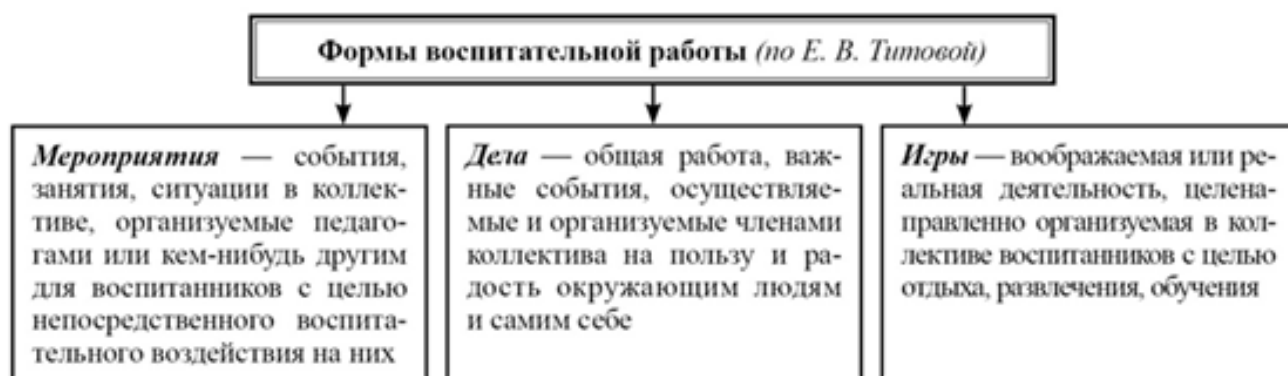 Формы воспитательной работы (по Е. В. Титовой)
Мероприятия — события,
занятия, ситуации в коллек-
тиве, организуемые педаго-
гами или кем-нибудь другим
для воспитанников с целью
непосредственного воспита-
тельного воздействия на них
Дела — общая работа, важ-
ные события, осуществляе-
мые и организуемые членами
коллектива на пользу и ра-
дость окружающим людям
и самим себе
Игры — воображаемая или ре-
альная деятельность, целена-
правленно организуемая в кол-
лективе воспитанников с целью
отдыха, развлечения, обучения